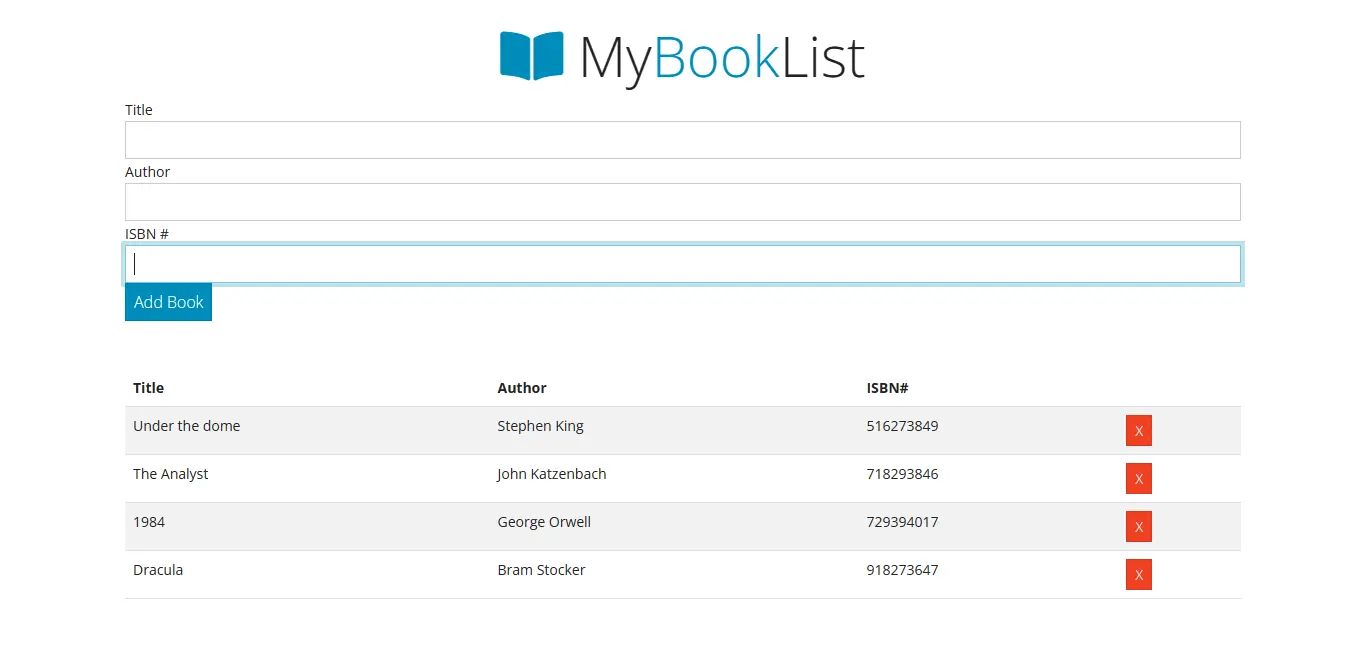 MyBookList
Title
Author
ISBN #
Add Book
Title Author ISBN#
Under the dome Stephen King 516273849 X
The Analyst John Katzenbach 718293846 X
1984 George Orwell 729394017 X
Dracula Bram Stocker 918273647 X